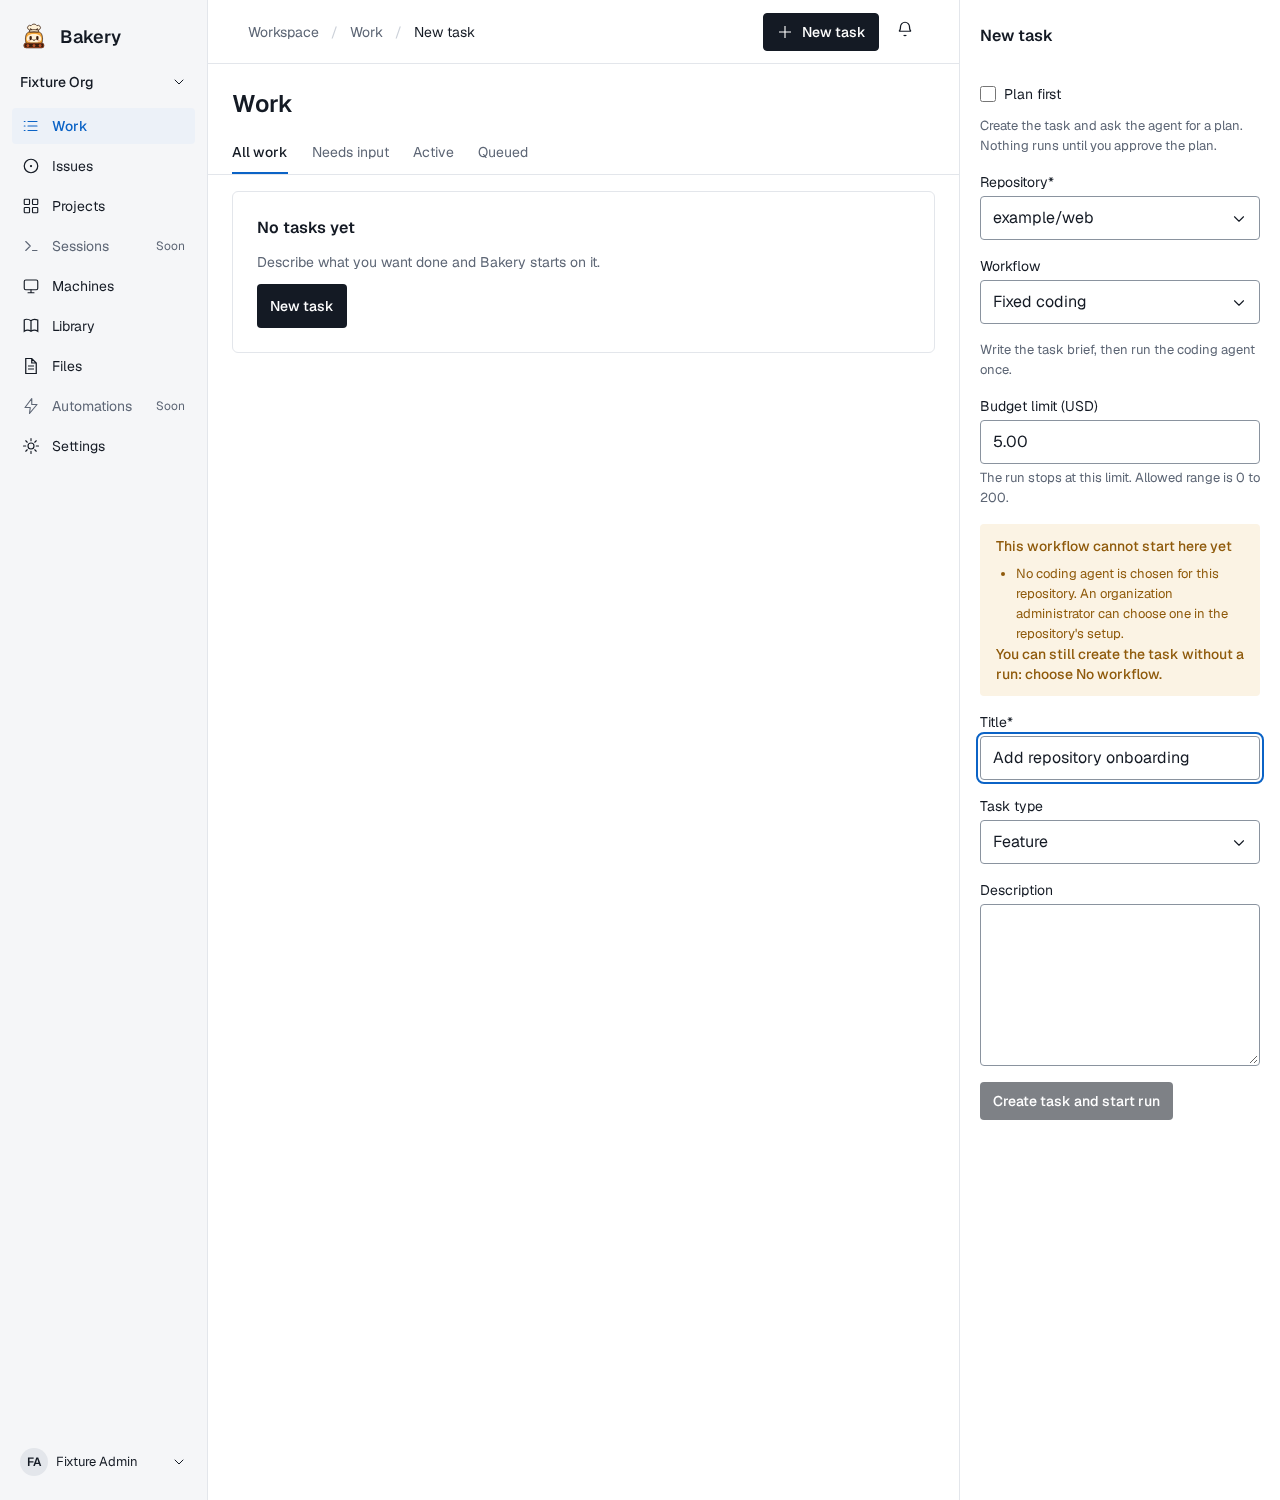 Bakery
Fixture Org
Work
Issues
Projects
Sessions Soon
Machines
Library
Files
Automations Soon
Settings
FA Fixture Admin
Workspace / Work / New task
New task
Work
All work Needs input Active Queued
No tasks yet
Describe what you want done and Bakery starts on it.
New task
New task
Plan first
Create the task and ask the agent for a plan.
Nothing runs until you approve the plan.
Repository*
example/web
Workflow
Fixed coding
Write the task brief, then run the coding agent
once.
Budget limit (USD)
5.00
The run stops at this limit. Allowed range is 0 to
200.
This workflow cannot start here yet
• No coding agent is chosen for this
repository. An organization
administrator can choose one in the
repository's setup.
You can still create the task without a
run: choose No workflow.
Title*
Add repository onboarding
Task type
Feature
Description
Create task and start run